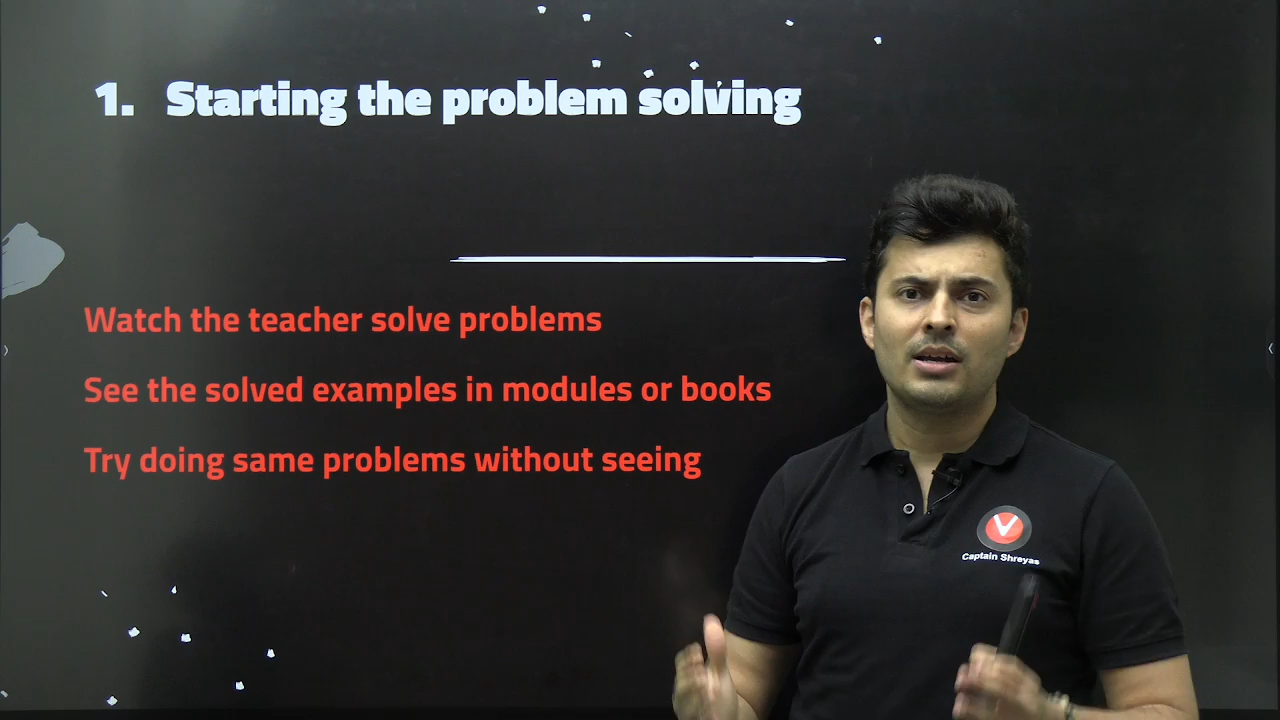 1. Starting the problem solving
Watch the teacher solve problems
See the solved examples in modules or books
Try doing same problems without seeing
V
Captain Shreyas